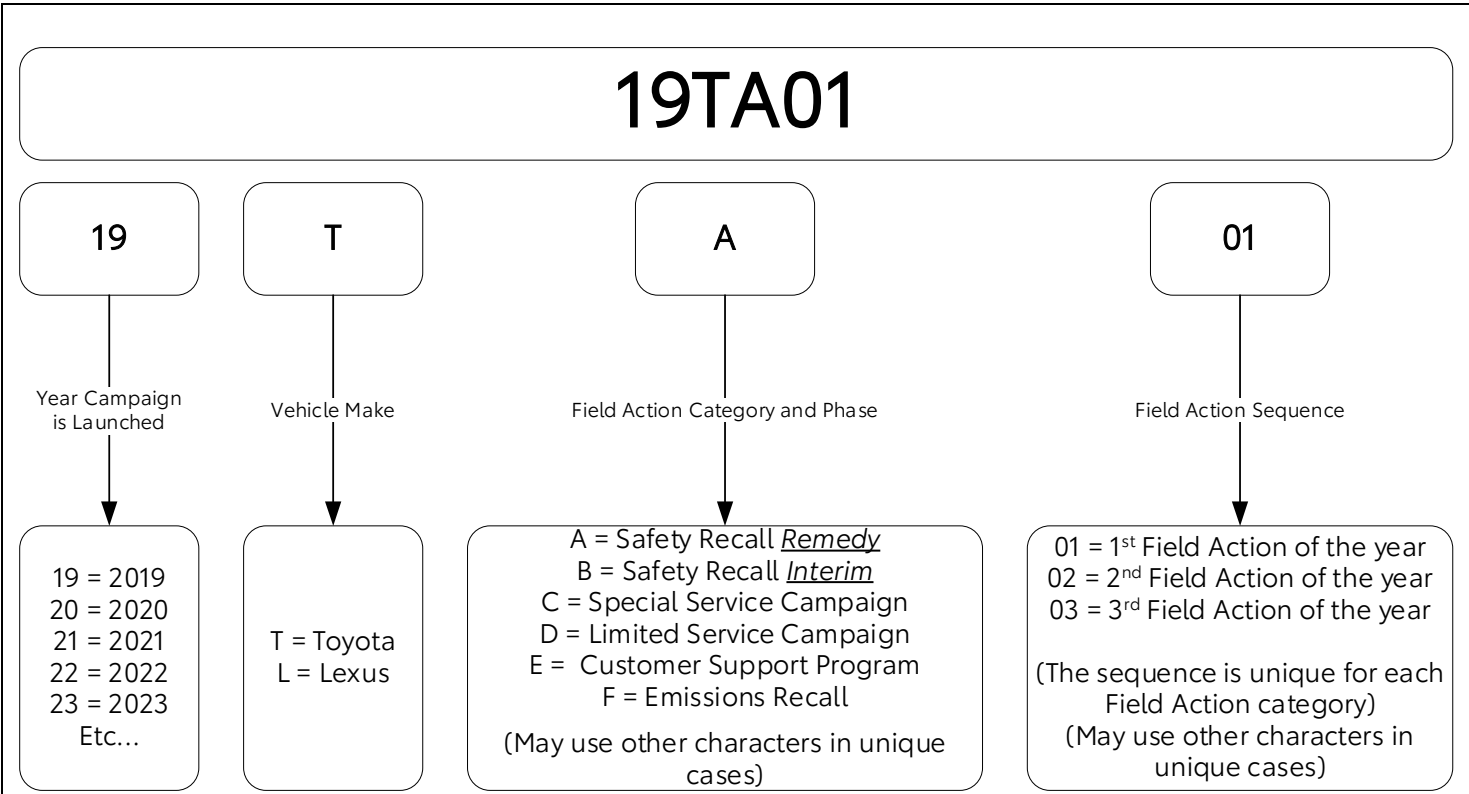 19TA01
19
T
A
01
Year Campaign
is Launched
Vehicle Make
Field Action Category and Phase
Field Action Sequence
19 = 2019
20 = 2020
21 = 2021
22 = 2022
23 = 2023
Etc...
T = Toyota
L = Lexus
A = Safety Recall Remedy
B = Safety Recall Interim
C = Special Service Campaign
D = Limited Service Campaign
E =  Customer Support Program
F = Emissions Recall
(May use other characters in unique
cases)
01 = 1st Field Action of the year
02 = 2nd Field Action of the year
03 = 3rd Field Action of the year
(The sequence is unique for each
Field Action category)
(May use other characters in
unique cases)